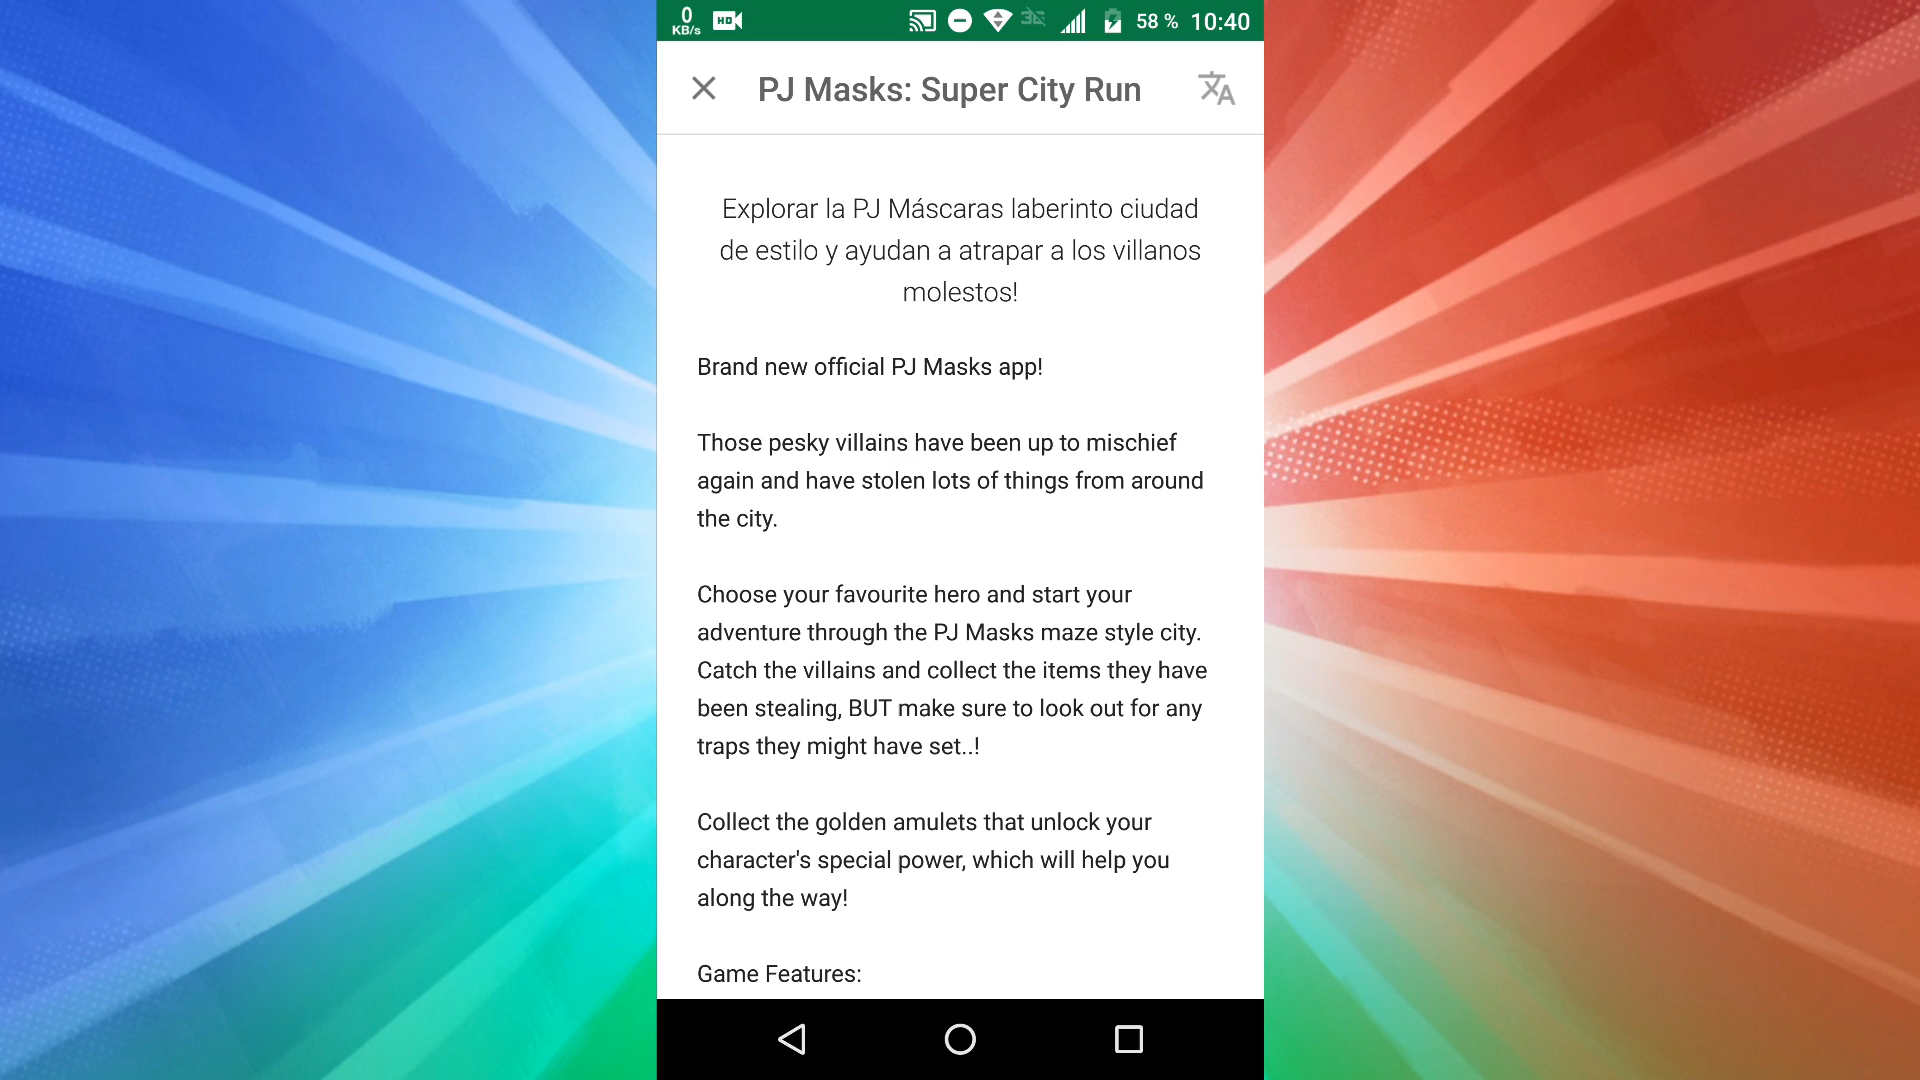 0
KB/s
HD
3G
58 %
10:40
PJ Masks: Super City Run
Explorar la PJ Máscaras laberinto ciudad
de estilo y ayudan a atrapar a los villanos
molestos!
Brand new official PJ Masks app!
Those pesky villains have been up to mischief
again and have stolen lots of things from around
the city.
Choose your favourite hero and start your
adventure through the PJ Masks maze style city.
Catch the villains and collect the items they have
been stealing, BUT make sure to look out for any
traps they might have set..!
Collect the golden amulets that unlock your
character's special power, which will help you
along the way!
Game Features: